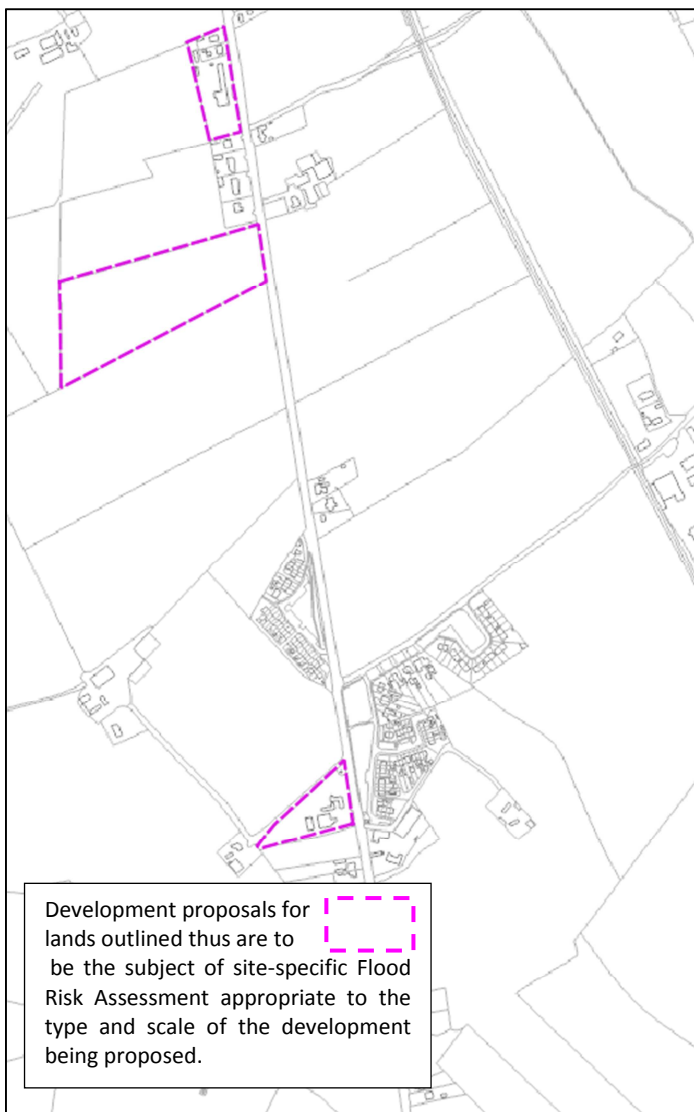 Development proposals for
lands outlined thus are to
be the subject of site-specific Flood
Risk Assessment appropriate to the
type and scale of the development
being proposed.